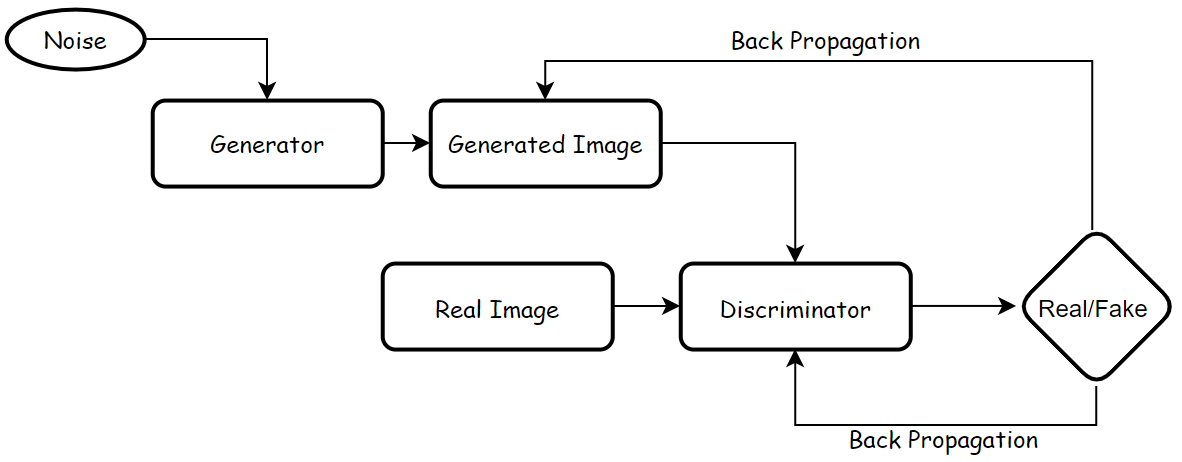 Noise
Back Propagation
Generator
Generated Image
Real Image
Discriminator
Real/Fake
Back Propagation